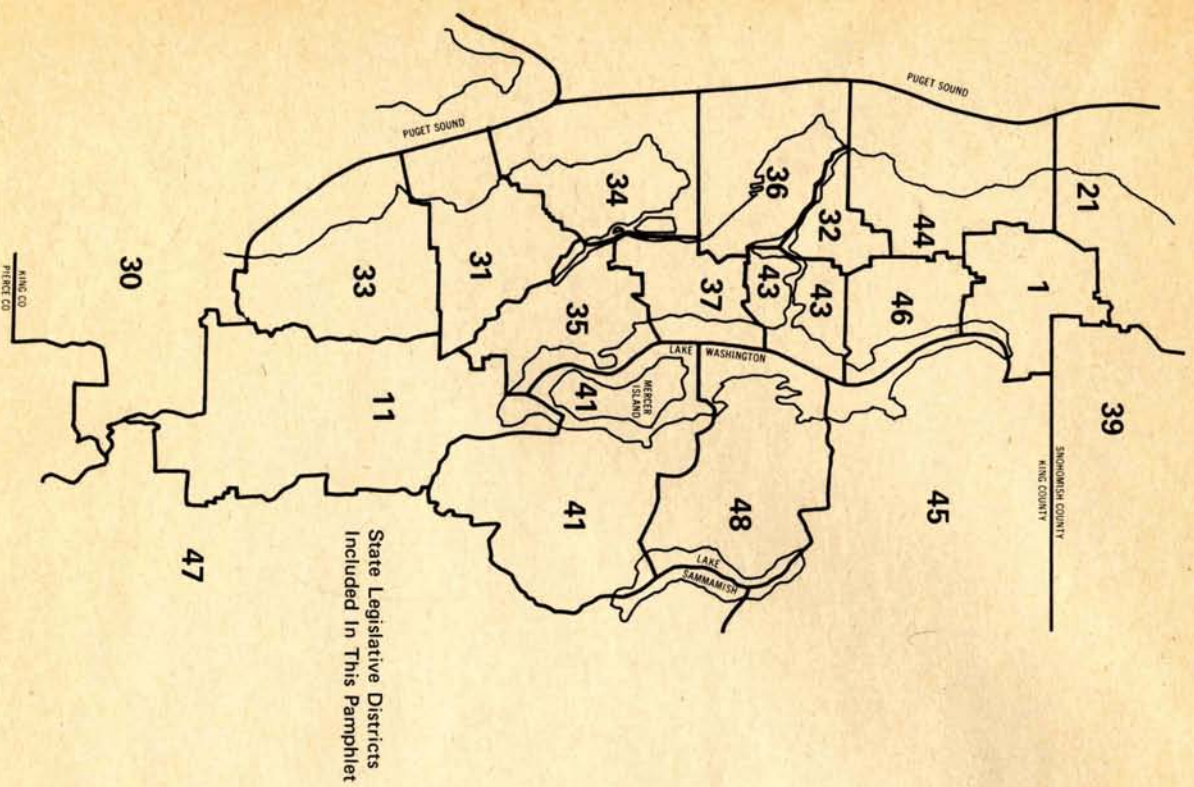 PUGET SOUND
21
44
1
39
SNOHOMISH COUNTY
KING COUNTY
32
46
45
36
43
43
37
LAKE WASHINGTON
48
34
MERCER
ISLAND
41
LAKE
SAMMAMISH
PUGET SOUND
35
41
31
33
11
30
47
KING CO
PIERCE CO
State Legislative Districts
Included In This Pamphlet